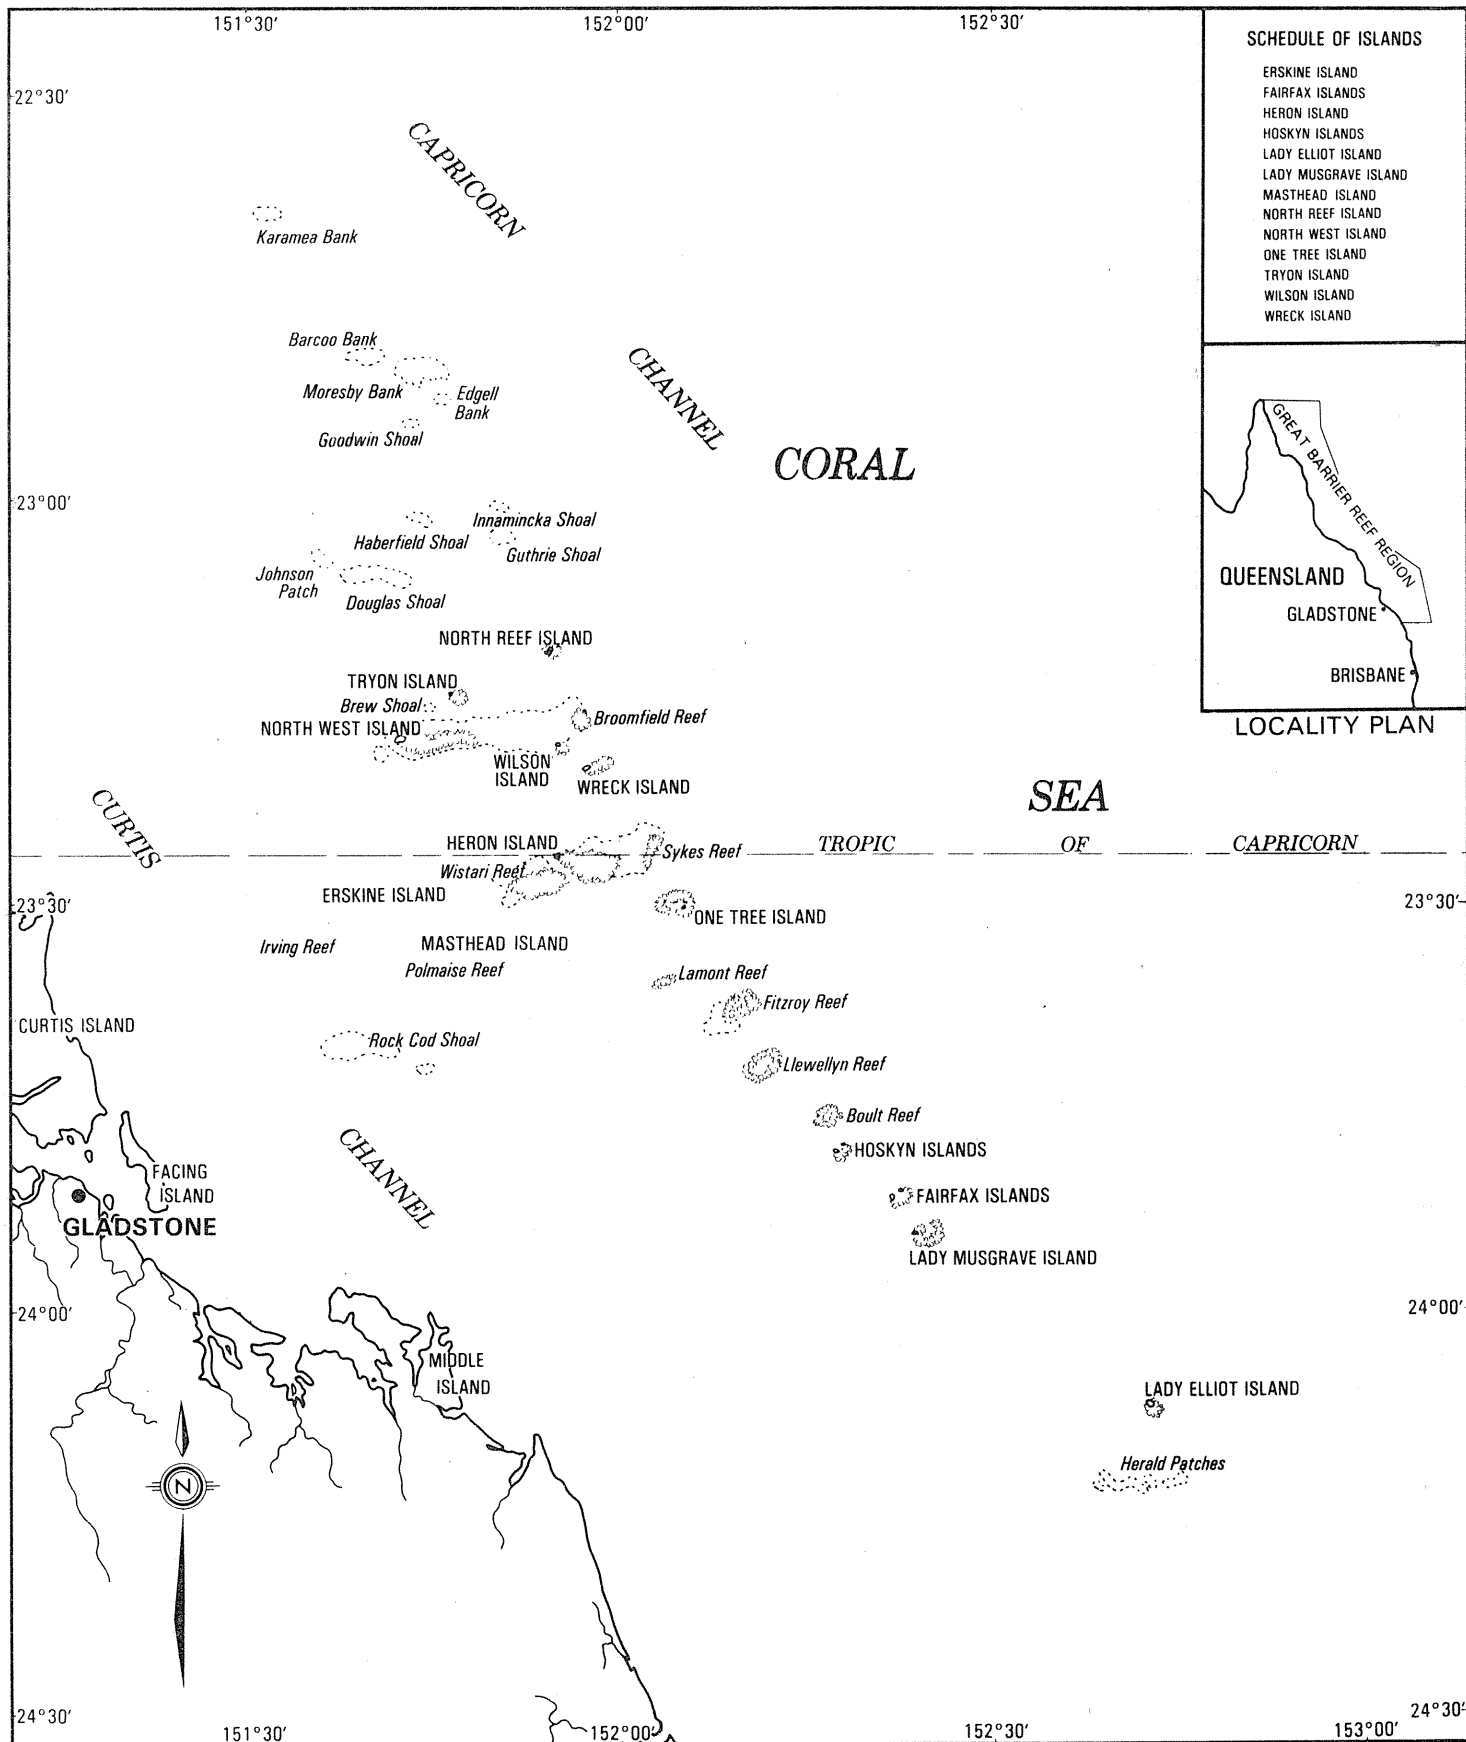 151°30'
152°00'
152°30'
SCHEDULE OF ISLANDS
ERSKINE ISLAND
FAIRFAX ISLANDS
HERON ISLAND
HOSKYN ISLANDS
LADY ELLIOT ISLAND
LADY MUSGRAVE ISLAND
MASTHEAD ISLAND
NORTH REEF ISLAND
NORTH WEST ISLAND
ONE TREE ISLAND
TRYON ISLAND
WILSON ISLAND
WRECK ISLAND
22°30'
CAPRICORN
Karamea Bank
Barcoo Bank
Moresby Bank
Edgell
Bank
Goodwin Shoal
CHANNEL
CORAL
GREAT BARRIER REEF REGION
QUEENSLAND
GLADSTONE
BRISBANE
LOCALITY PLAN
23°00'
Innamincka Shoal
Haberfield Shoal
Guthrie Shoal
Johnson
Patch
Douglas Shoal
NORTH REEF ISLAND
TRYON ISLAND
Brew Shoal
NORTH WEST ISLAND
Broomfield Reef
WILSON
ISLAND
WRECK ISLAND
SEA
CURTIS
HERON ISLAND
Sykes Reef
TROPIC OF CAPRICORN
Wistari Reef
ERSKINE ISLAND
23°30'
23°30'
ONE TREE ISLAND
Irving Reef
MASTHEAD ISLAND
Polmaise Reef
Lamont Reef
Fitzroy Reef
CURTIS ISLAND
Rock Cod Shoal
Llewellyn Reef
Boult Reef
CHANNEL
HOSKYN ISLANDS
FACING
ISLAND
FAIRFAX ISLANDS
GLADSTONE
LADY MUSGRAVE ISLAND
24°00'
24°00'
MIDDLE
ISLAND
LADY ELLIOT ISLAND
Herald Patches
N
24°30'
24°30'
151°30'
152°00'
152°30'
153°00'